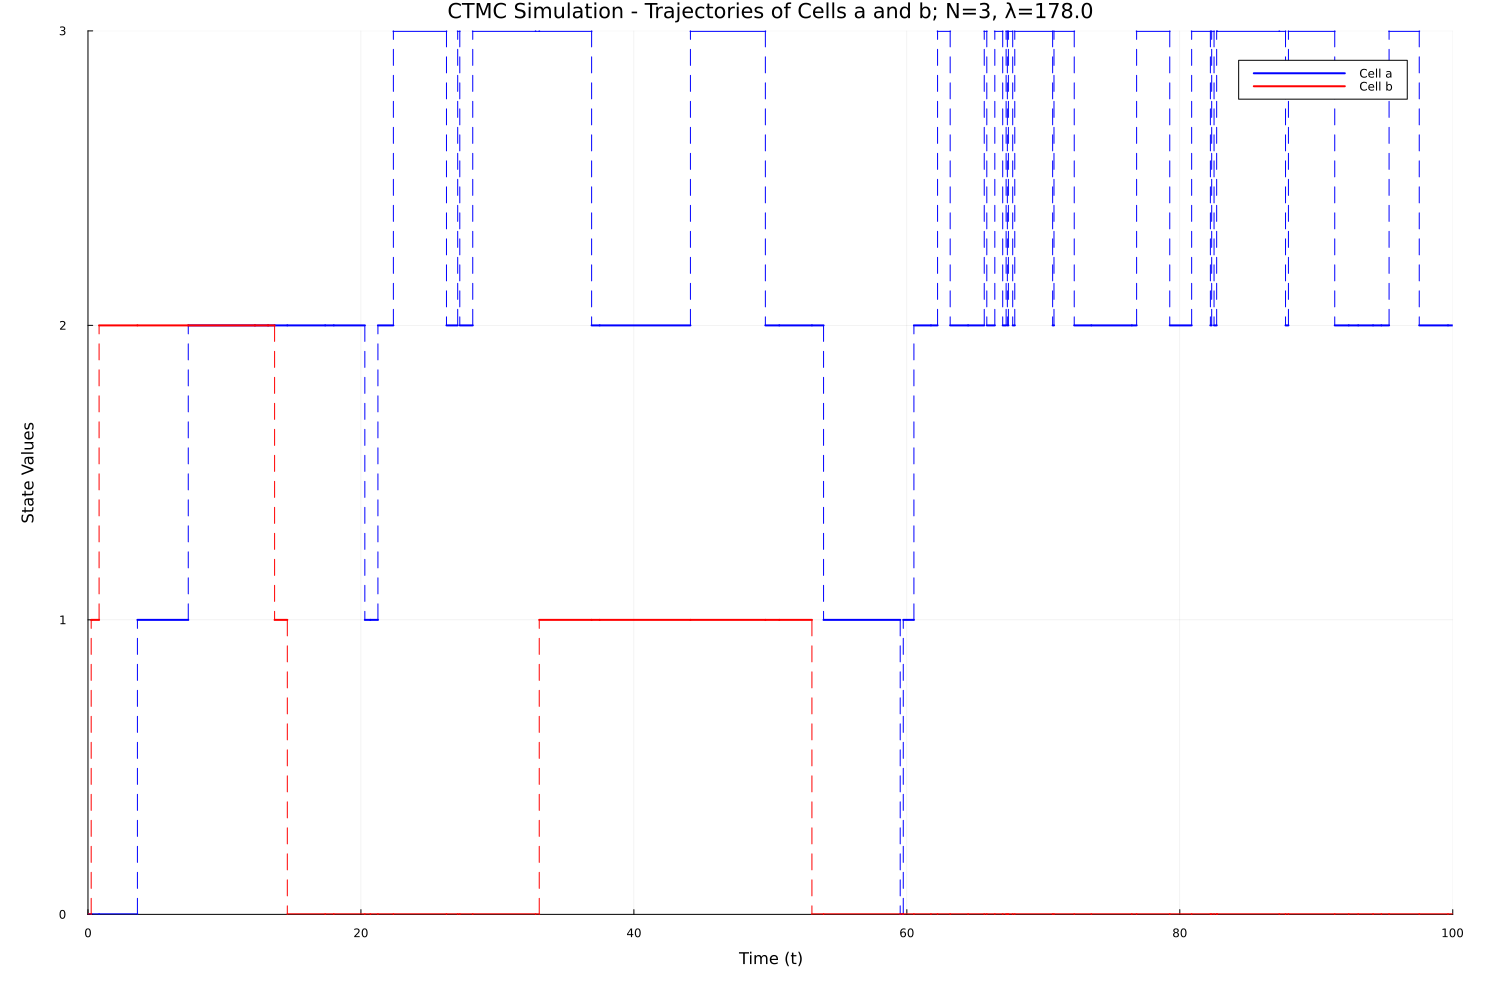 CTMC Simulation - Trajectories of Cells a and b; N=3, λ=178.0
3
Cell a
Cell b
2
State Values
1
0
0 20 40 60 80 100
Time (t)